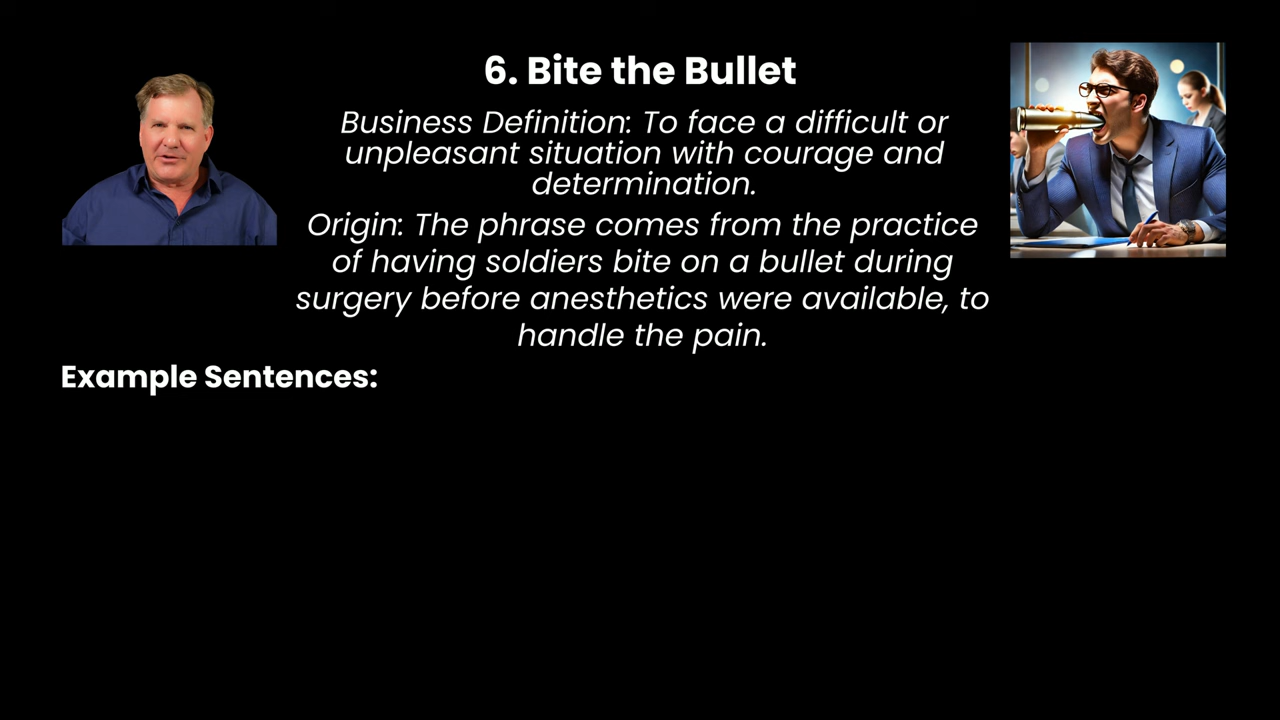 6. Bite the Bullet
Business Definition: To face a difficult or
unpleasant situation with courage and
determination.
Origin: The phrase comes from the practice
of having soldiers bite on a bullet during
surgery before anesthetics were available, to
handle the pain.
Example Sentences: